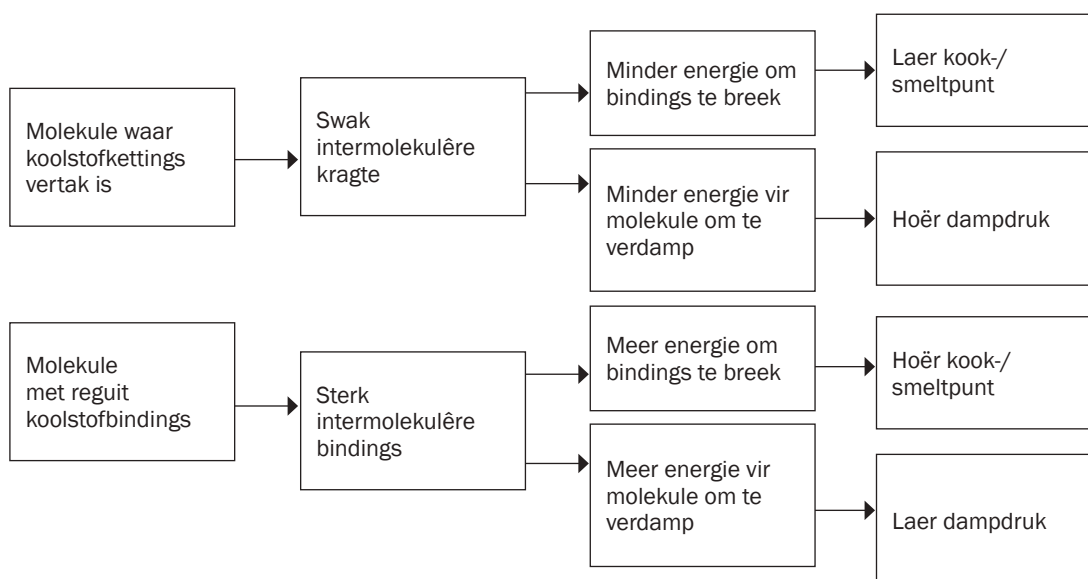 Molekule waar
koolstofkettings
vertak is
Swak
intermolekulêre
kragte
Minder energie om
bindings te breek
Laer kook-/
smeltpunt
Minder energie vir
molekule om te
verdamp
Hoër dampdruk
Molekule
met reguit
koolstofbindings
Sterk
intermolekulêre
bindings
Meer energie om
bindings te breek
Hoër kook-/
smeltpunt
Meer energie vir
molekule om te
verdamp
Laer dampdruk